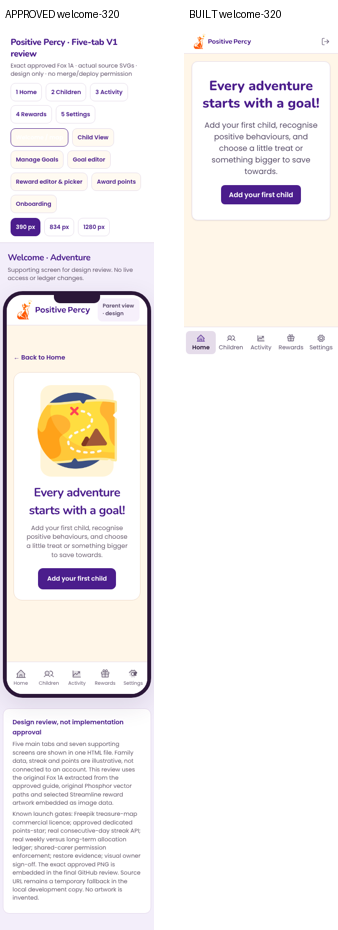 APPROVED welcome-320
Positive Percy · Five-tab V1
review
Exact approved Fox 1A · actual source SVGs ·
design only · no merge/deploy permission
1 Home
2 Children
3 Activity
4 Rewards
5 Settings
Child View
Manage Goals
Goal editor
Reward editor & picker
Award points
Onboarding
390 px
834 px
1280 px
Welcome · Adventure
Supporting screen for design review. No live
access or ledger changes.
Positive Percy
Parent view
· design
← Back to Home
Every adventure
starts with a goal!
Add your first child, recognise
positive behaviours, and choose
a little treat or something bigger
to save towards.
Add your first child
Home
Children
Activity
Rewards
Settings
Design review, not implementation
approval
Five main tabs and seven supporting
screens are shown in one HTML file. Family
data, streak and points are illustrative, not
connected to an account. This review uses
the original Fox 1A extracted from the
approved guide, original Phosphor vector
paths and selected Streamline reward
artwork embedded as image data.
Known launch gates: Freepik treasure-map
commercial licence; approved dedicated
points-star; real consecutive-day streak API;
real weekly versus long-term allocation
ledger; shared-carer permission
enforcement; restore evidence; visual owner
sign-off. The exact approved PNG is
embedded in the final GitHub review. Source
URL remains a temporary fallback in the
local development copy. No artwork is
invented.
BUILT welcome-320
Positive Percy
Every adventure
starts with a goal!
Add your first child, recognise
positive behaviours, and
choose a little treat or
something bigger to save
towards.
Add your first child
Home
Children
Activity
Rewards
Settings